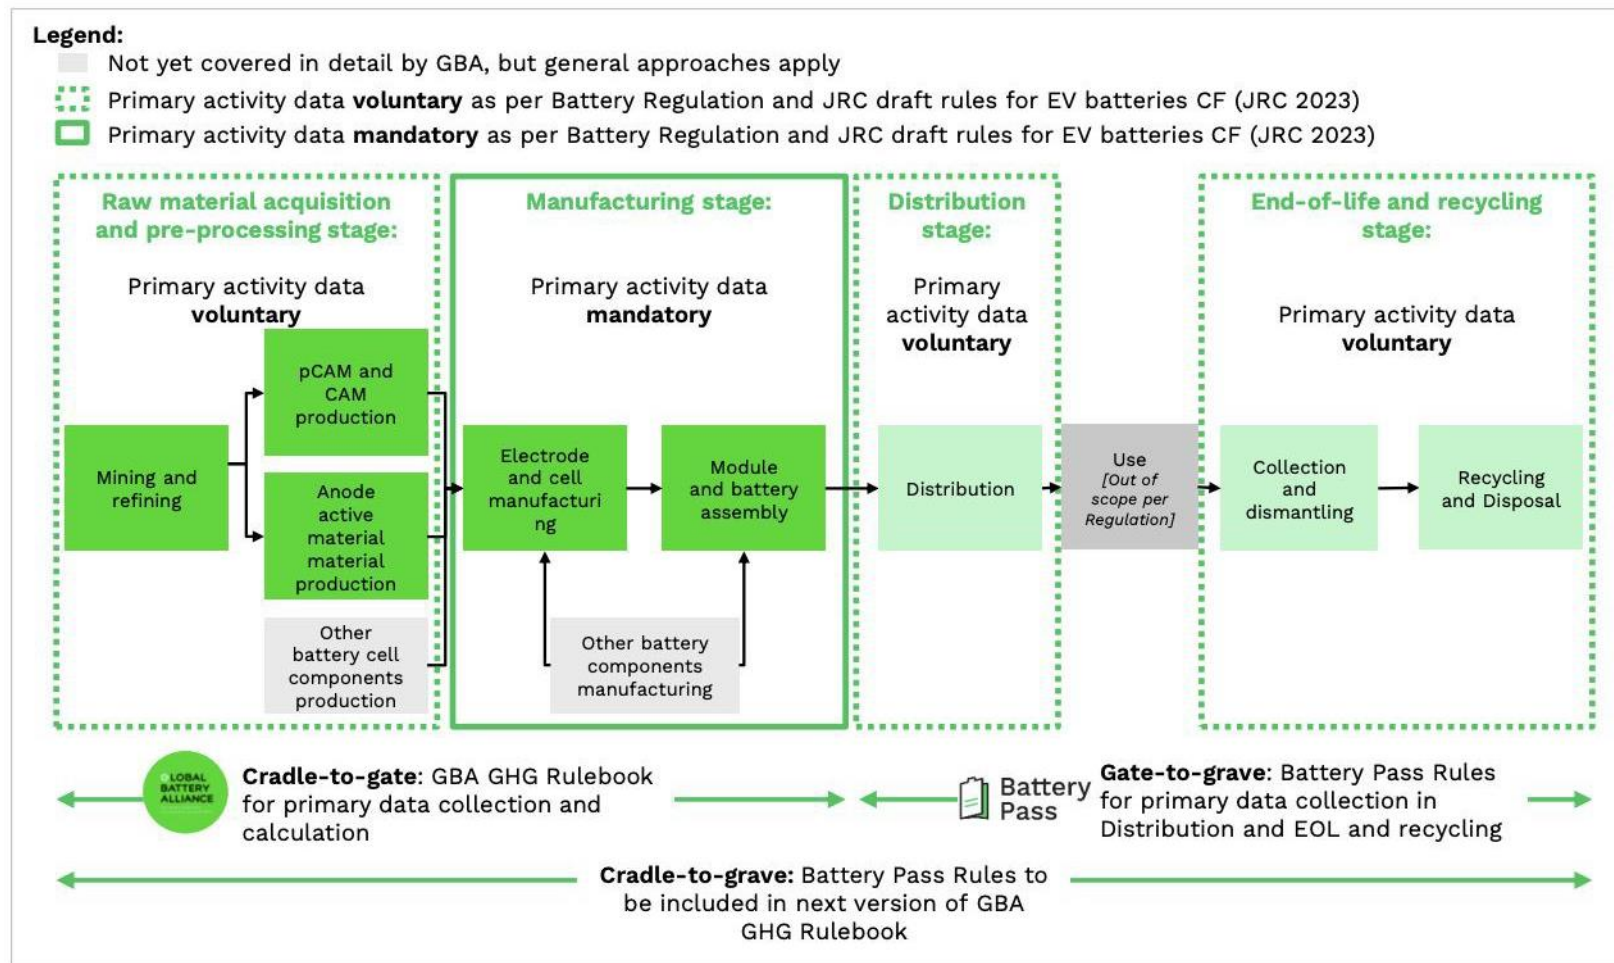 Legend:
Not yet covered in detail by GBA, but general approaches apply
Primary activity data voluntary as per Battery Regulation and JRC draft rules for EV batteries CF (JRC 2023)
Primary activity data mandatory as per Battery Regulation and JRC draft rules for EV batteries CF (JRC 2023)
Raw material acquisition
and pre-processing stage:
Primary activity data
voluntary
Mining and
refining
pCAM and
CAM
production
Anode
active
material
material
production
Other
battery cell
components
production
Manufacturing stage:
Primary activity data
mandatory
Electrode
and cell
manufacturi
ng
Module
and battery
assembly
Other battery
components
manufacturing
Distribution
stage:
Primary
activity data
voluntary
Distribution
Use
[Out of
scope per
Regulation]
End-of-life and recycling
stage:
Primary activity data
voluntary
Collection
and
dismantling
Recycling
and Disposal
LOBAL
BATTERY
ALLIANCE
Cradle-to-gate: GBA GHG Rulebook
for primary data collection and
calculation
Battery
Pass
Gate-to-grave: Battery Pass Rules
for primary data collection in
Distribution and EOL and recycling
Cradle-to-grave: Battery Pass Rules to
be included in next version of GBA
GHG Rulebook